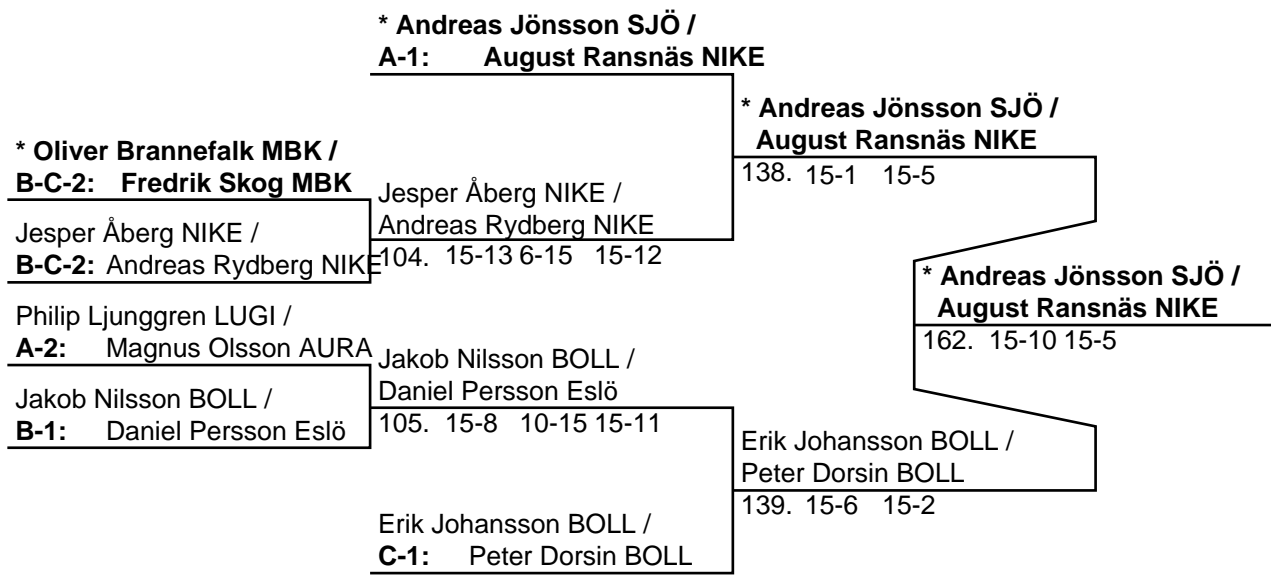 * Andreas Jönsson SJÖ /
A-1: August Ransnäs NIKE
* Andreas Jönsson SJÖ /
August Ransnäs NIKE
138. 15-1 15-5
* Oliver Brannefalk MBK /
B-C-2: Fredrik Skog MBK
Jesper Åberg NIKE /
Andreas Rydberg NIKE
104. 15-13 6-15 15-12
Jesper Åberg NIKE /
B-C-2: Andreas Rydberg NIKE
* Andreas Jönsson SJÖ /
August Ransnäs NIKE
162. 15-10 15-5
Philip Ljunggren LUGI /
A-2: Magnus Olsson AURA
Jakob Nilsson BOLL /
Daniel Persson Eslö
105. 15-8 10-15 15-11
Jakob Nilsson BOLL /
B-1: Daniel Persson Eslö
Erik Johansson BOLL /
Peter Dorsin BOLL
139. 15-6 15-2
Erik Johansson BOLL /
C-1: Peter Dorsin BOLL